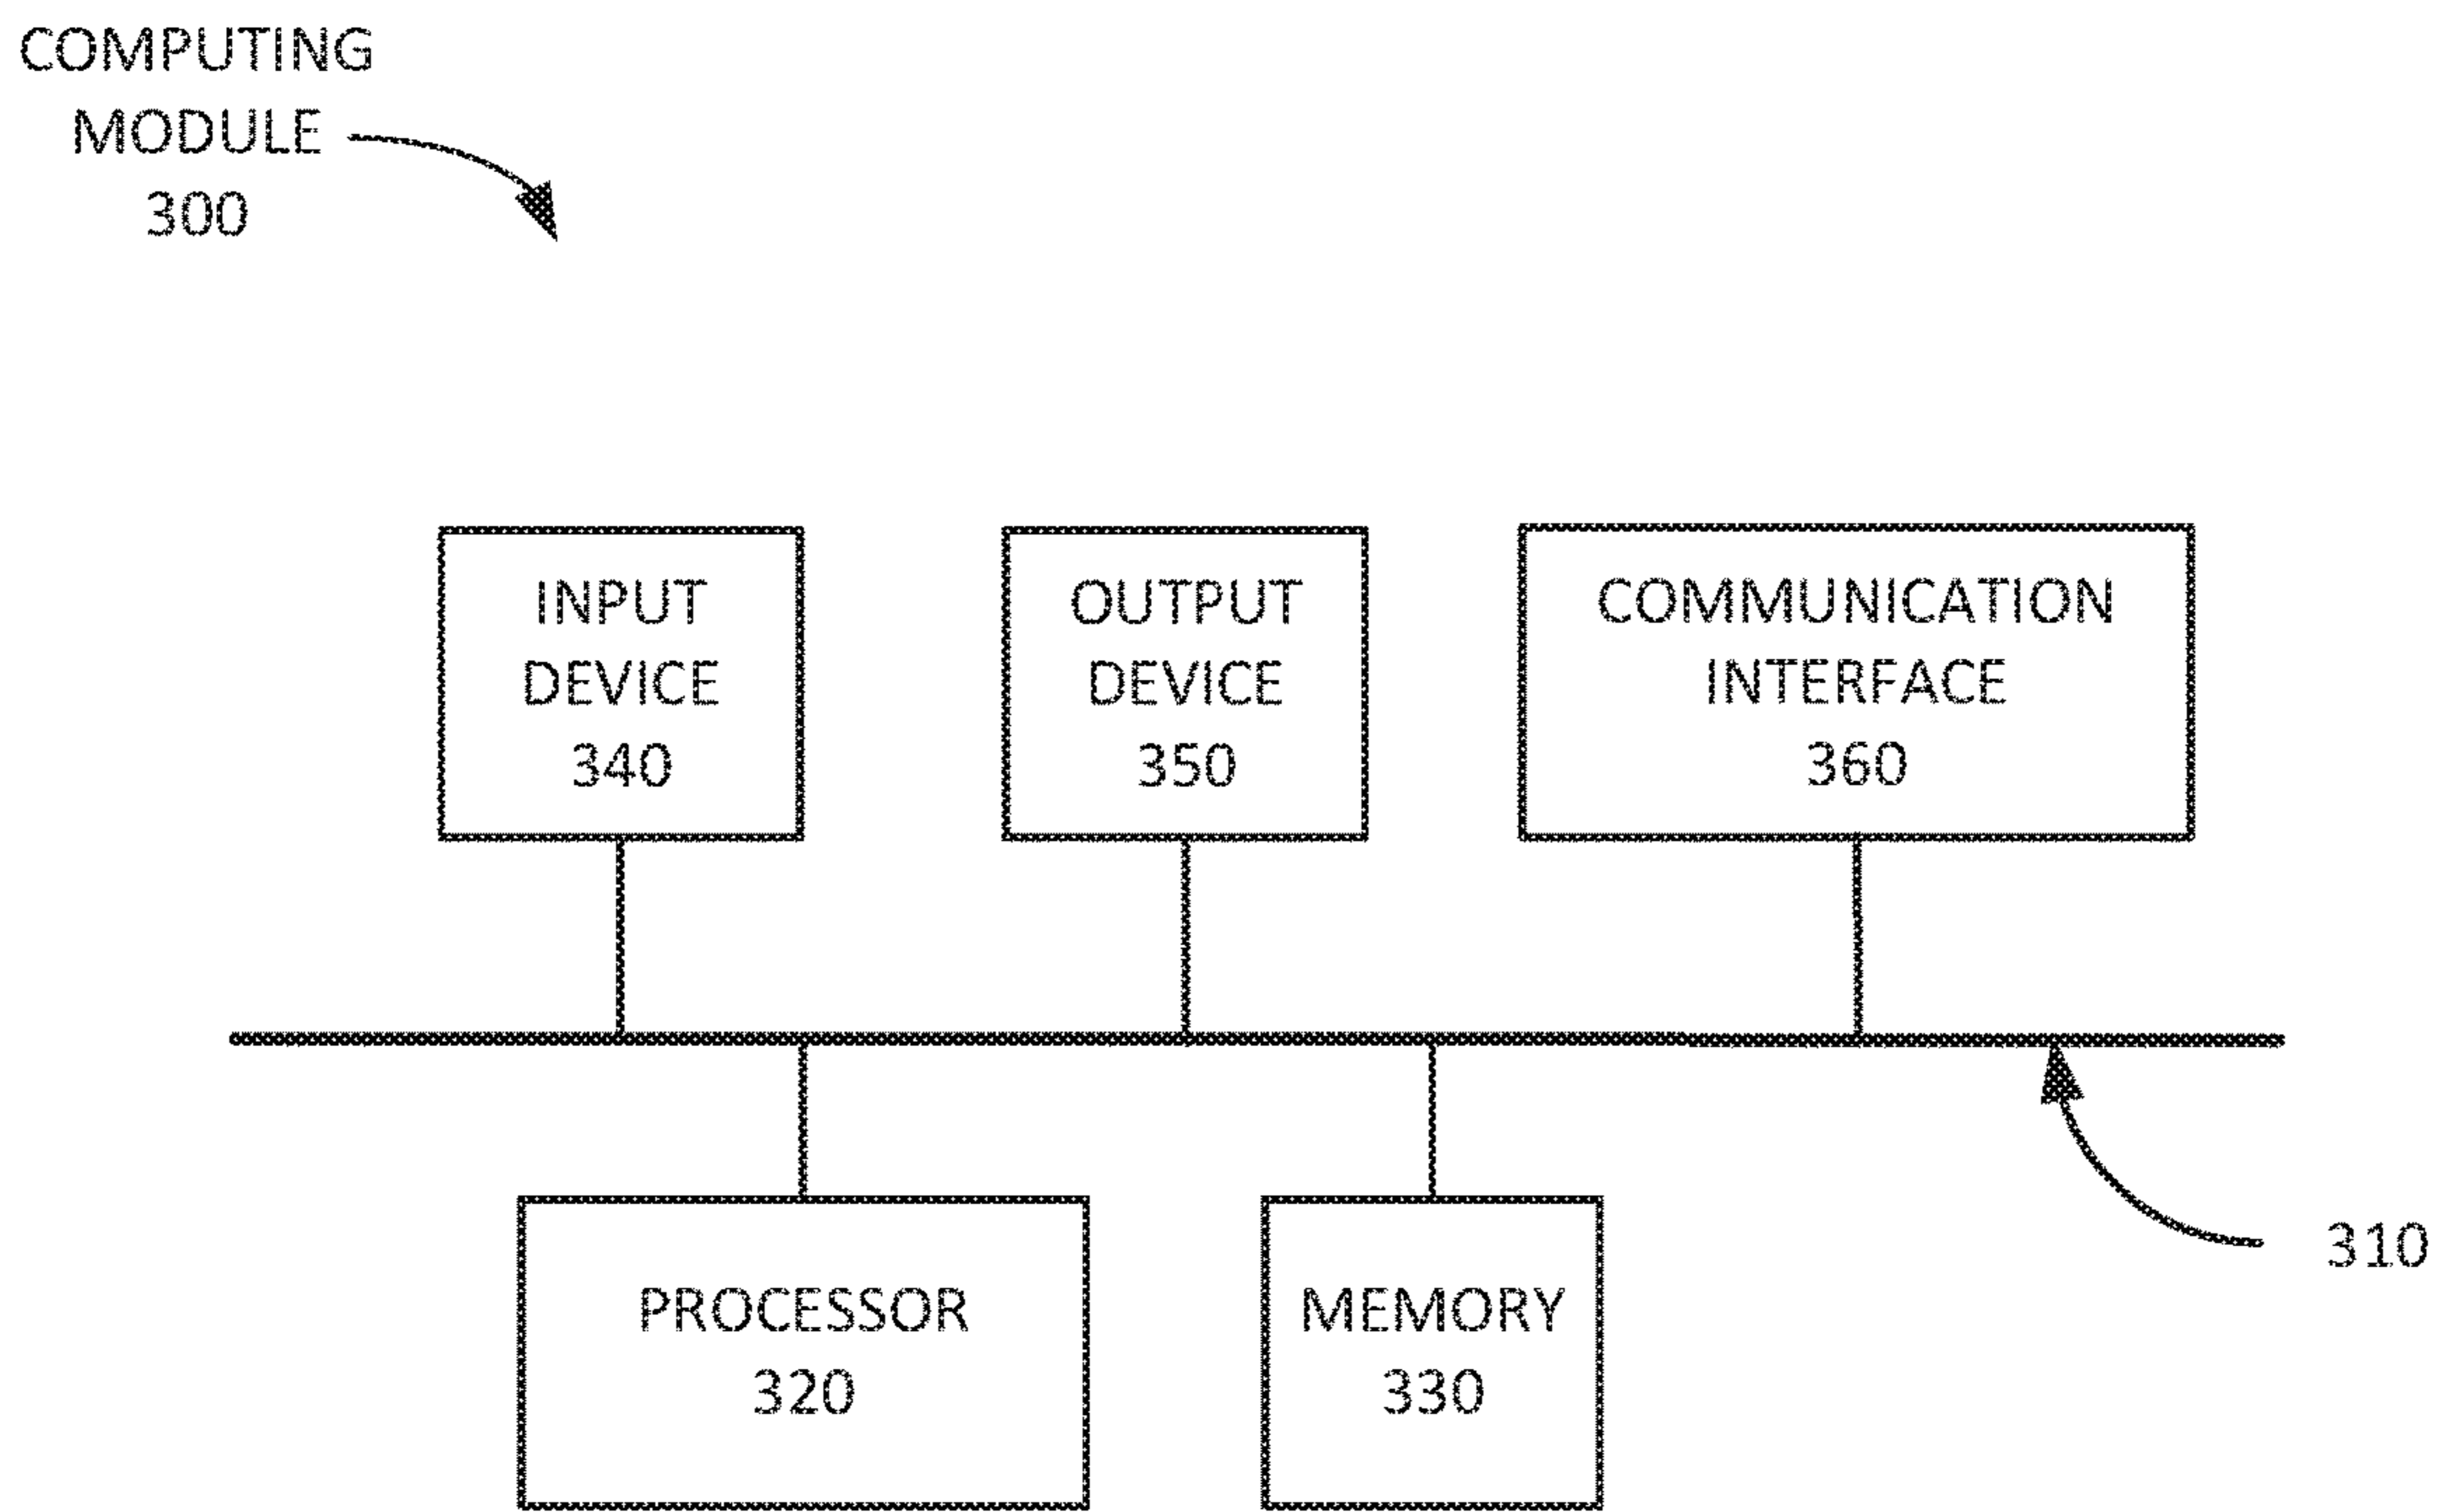 COMPUTING
MODULE
300
INPUT
DEVICE
340
OUTPUT
DEVICE
350
COMMUNICATION
INTERFACE
360
PROCESSOR
320
MEMORY
330
310